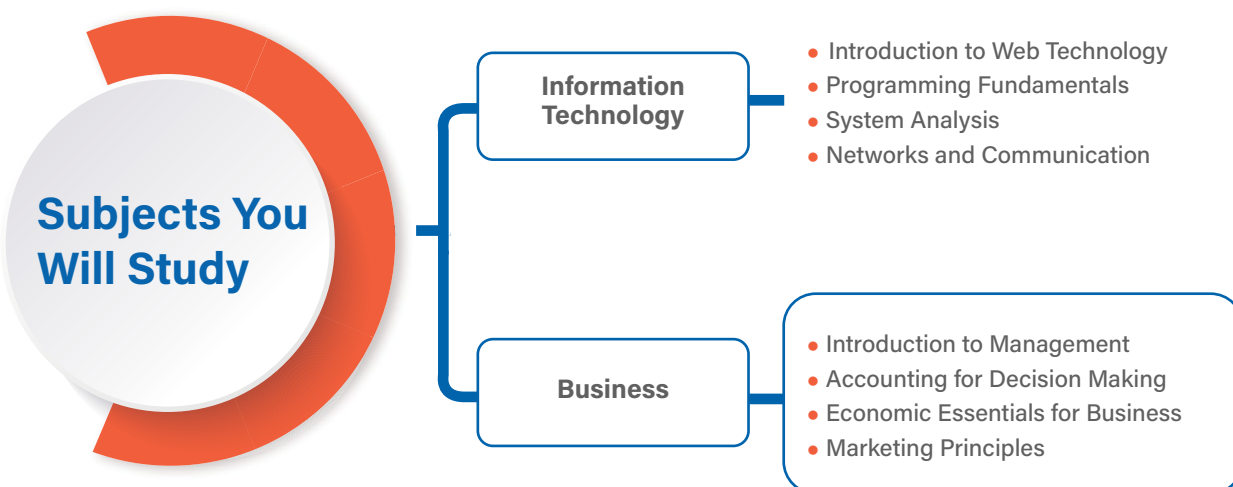 Subjects You
Will Study
Information
Technology
• Introduction to Web Technology
• Programming Fundamentals
• System Analysis
• Networks and Communication
Business
• Introduction to Management
• Accounting for Decision Making
• Economic Essentials for Business
• Marketing Principles